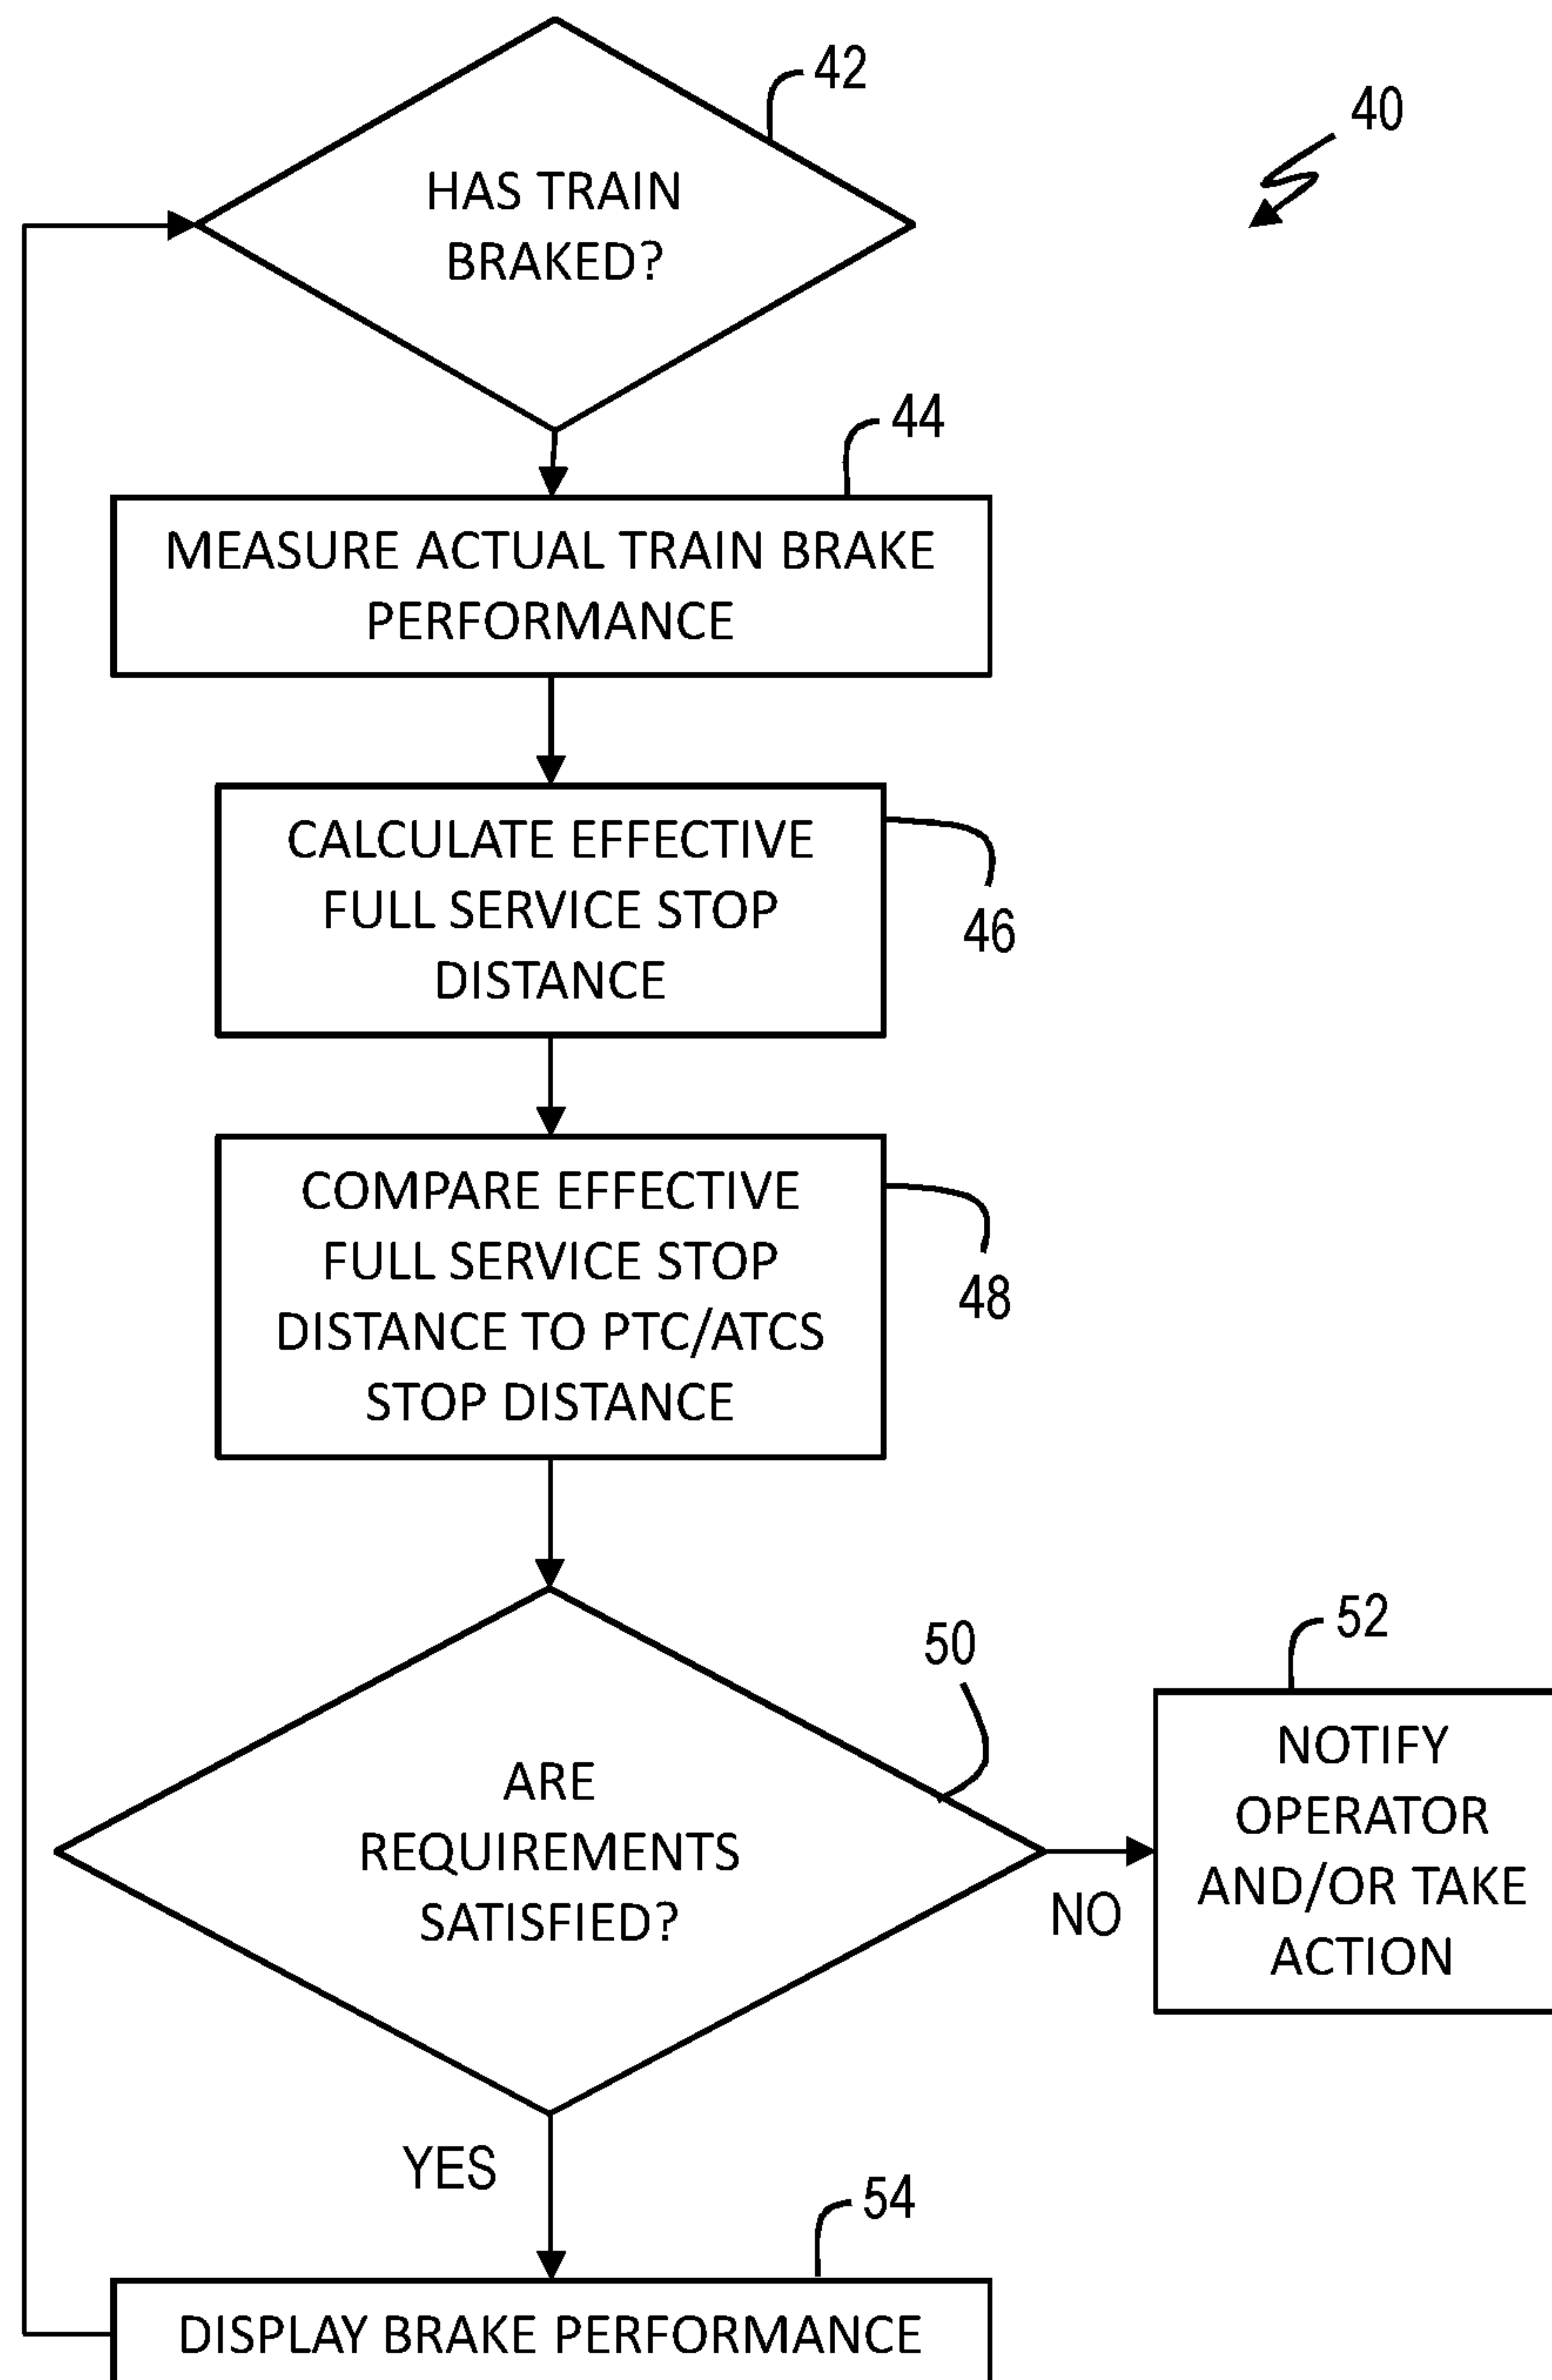 42
40
HAS TRAIN
BRAKED?
44
MEASURE ACTUAL TRAIN BRAKE
PERFORMANCE
CALCULATE EFFECTIVE
FULL SERVICE STOP
DISTANCE
46
COMPARE EFFECTIVE
FULL SERVICE STOP
DISTANCE TO PTC/ATCS
STOP DISTANCE
48
50
ARE
REQUIREMENTS
SATISFIED?
52
NOTIFY
OPERATOR
AND/OR TAKE
ACTION
NO
YES
54
DISPLAY BRAKE PERFORMANCE